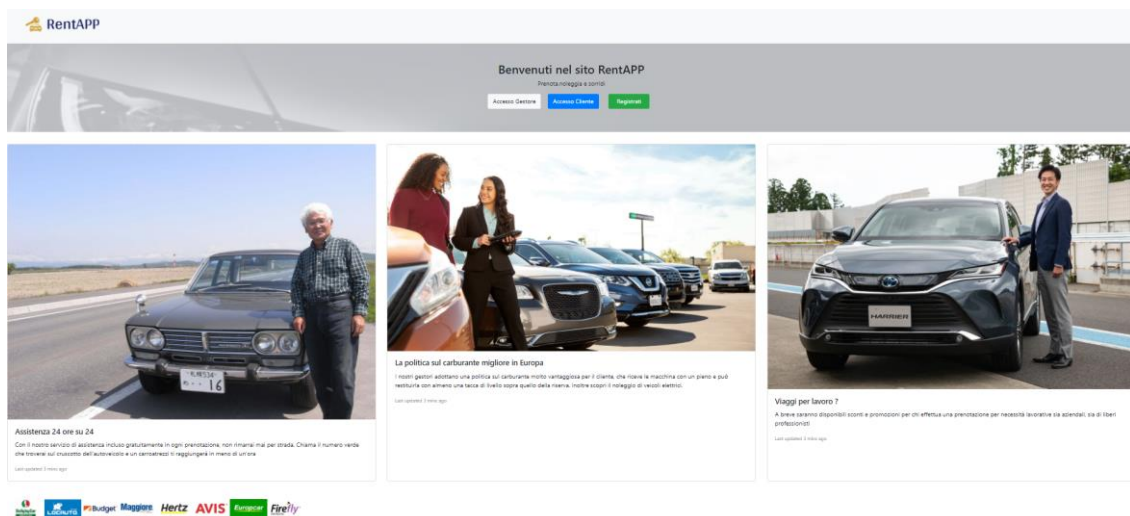 RentAPP
Benvenuti nel sito RentAPP
Prenota noleggia e sorridi
Accesso Gestore
Accesso Cliente
Registrati
HARRIER
16
Assistenza 24 ore su 24
Con il nostro servizio di assistenza incluso gratuitamente in ogni prenotazione, non rimarrai mai per strada. Chiama il numero verde
che troverai sul cruscotto dell'autoveicolo e un carroattrezzi ti raggiungerà in meno di un'ora
Last updated 3 mins ago
La politica sul carburante migliore in Europa
I nostri gestori adottano una politica sul carburante molto vantaggiosa per il cliente, che riceve la macchina con un pieno e può
restituirla con almeno una tacca di livello sopra quello della riserva. Inoltre scopri il noleggio di veicoli elettrici.
Last updated 3 mins ago
Viaggi per lavoro ?
A breve saranno disponibili sconti e promozioni per chi effettua una prenotazione per necessità lavorative sia aziendali, sia di liberi
professionisti
Last updated 3 mins ago
LOCAUTO
Budget
Maggiore
Hertz
AVIS
Europcar
Firefly